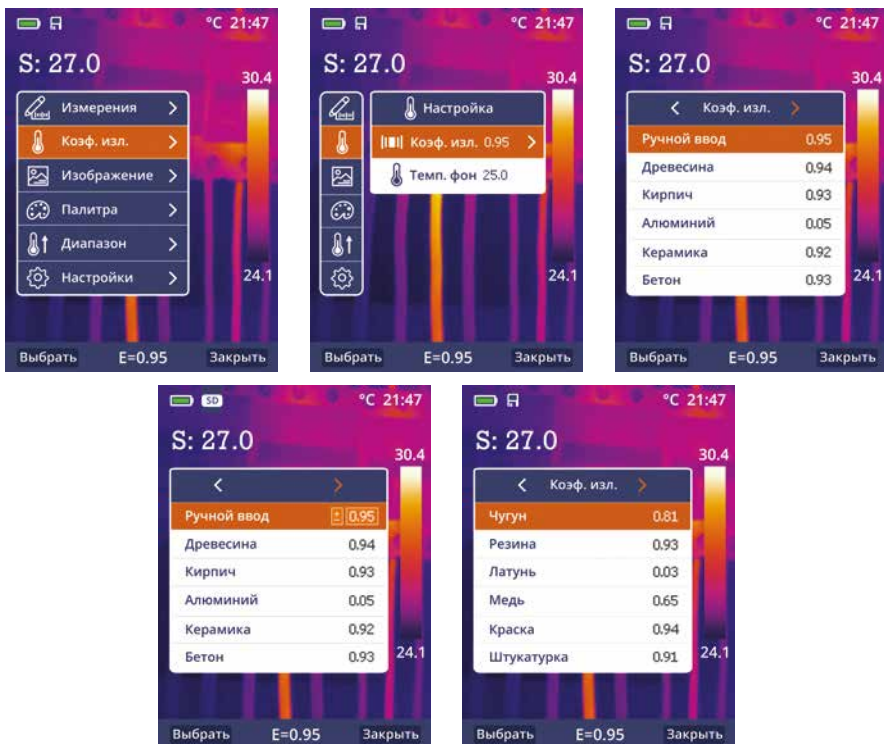 °C 21:47
S: 27.0
30.4
Измерения
Коэф. изл.
Изображение
Палитра
Диапазон
Настройки
24.1
Выбрать E=0.95 Закрыть
°C 21:47
S: 27.0
30.4
Настройка
Коэф. изл. 0.95
Темп. фон 25.0
24.1
Выбрать E=0.95 Закрыть
°C 21:47
S: 27.0
30.4
Коэф. изл.
Ручной ввод 0.95
Древесина 0.94
Кирпич 0.93
Алюминий 0.05
Керамика 0.92
Бетон 0.93
24.1
Выбрать E=0.95 Закрыть
SD °C 21:47
S: 27.0
30.4
Ручной ввод ± 0.95
Древесина 0.94
Кирпич 0.93
Алюминий 0.05
Керамика 0.92
Бетон 0.93
24.1
Выбрать E=0.95 Закрыть
°C 21:47
S: 27.0
30.4
Коэф. изл.
Чугун 0.81
Резина 0.93
Латунь 0.03
Медь 0.65
Краска 0.94
Штукатурка 0.91
24.1
Выбрать E=0.95 Закрыть